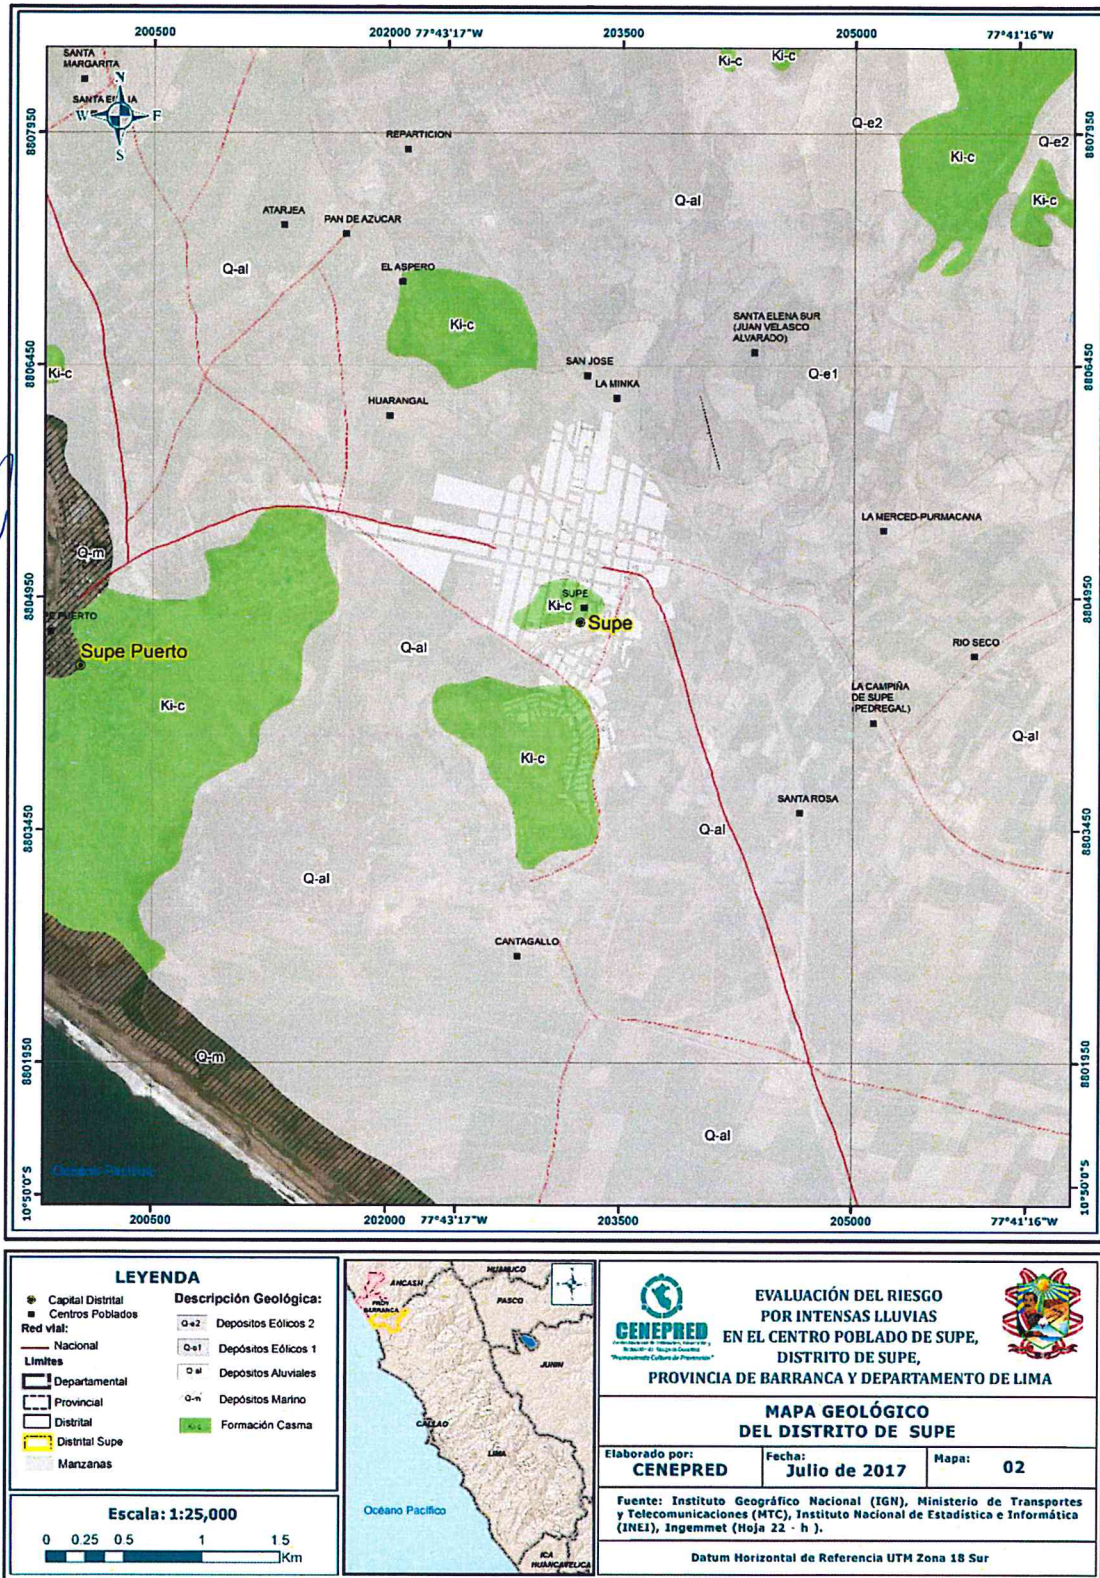 200500
202000
77°43'17"W
203500
205000
77°41'16"W
8807950
8806450
8804950
8803450
8801950
10°50'0"S
8807950
8806450
8804950
8803450
8801950
10°50'0"S
N
W
S
SANTA
MARGARITA
REPARTICION
ATARJEA
PAN DE AZUCAR
EL ASPERO
Ki-c
Ki-c
Q-e2
Q-e2
Ki-c
Ki-c
Q-al
Q-al
Ki-c
Ki-c
SANTA ELENA SUR
(JUAN VELASCO
ALVARADO)
Q-e1
SAN JOSE
LA MINKA
HUARANGAL
LA MERCED-PURMACANA
Q-m
SUPE
Ki-c
Supe
PUERTO
Supe Puerto
Ki-c
Q-al
RIO SECO
LA CAMPIÑA
DE SUPE
(PEDREGAL)
Q-al
Ki-c
SANTA ROSA
Q-al
Q-al
CANTAGALLO
Q-m
Q-al
Océano Pacífico
200500
202000
77°43'17"W
203500
205000
77°41'16"W
LEYENDA
Capital Distrital
Centros Poblados
Red vial:
Nacional
Limites
Departamental
Provincial
Distrital
Distrital Supe
Manzanas
Descripción Geológica:
Q-e2 Depósitos Eólicos 2
Q-e1 Depósitos Eólicos 1
Q-al Depósitos Aluviales
Q-m Depósitos Marino
Formación Casma
Escala: 1:25,000
0 0.25 0.5 1 1.5
Km
ANCASH
HUANUCO
PASCO
BARRANCA
JUNIN
CALLAO
LIMA
Océano Pacífico
ICA
HUANCAVELICA
CENEPRED
EVALUACIÓN DEL RIESGO
POR INTENSAS LLUVIAS
EN EL CENTRO POBLADO DE SUPE,
DISTRITO DE SUPE,
PROVINCIA DE BARRANCA Y DEPARTAMENTO DE LIMA
MAPA GEOLÓGICO
DEL DISTRITO DE SUPE
Elaborado por:
CENEPRED
Fecha:
Julio de 2017
Mapa:
02
Fuente: Instituto Geográfico Nacional (IGN), Ministerio de Transportes
y Telecomunicaciones (MTC), Instituto Nacional de Estadística e Informática
(INEI), Ingemmet (Hoja 22 - h ).
Datum Horizontal de Referencia UTM Zona 18 Sur